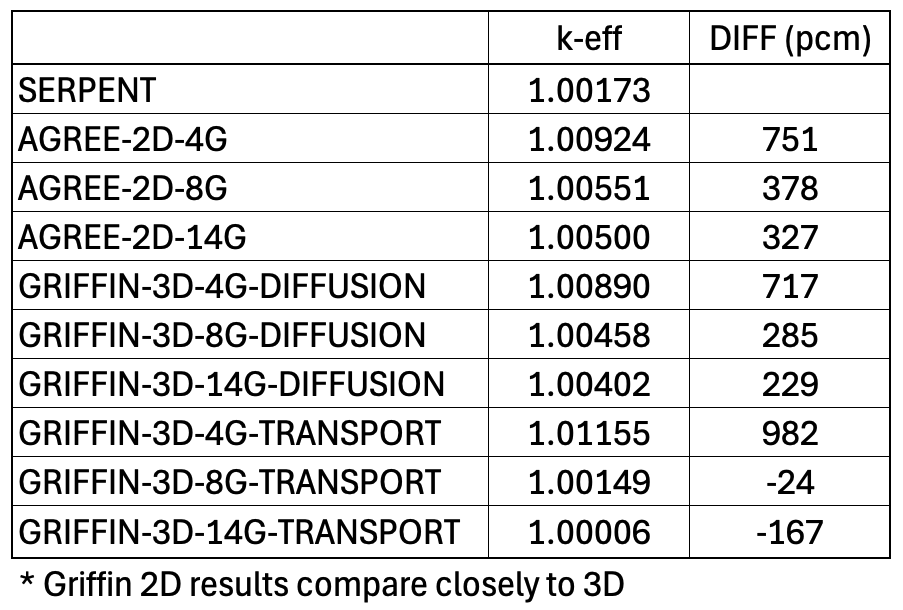 k-eff DIFF (pcm)
SERPENT 1.00173
AGREE-2D-4G 1.00924 751
AGREE-2D-8G 1.00551 378
AGREE-2D-14G 1.00500 327
GRIFFIN-3D-4G-DIFFUSION 1.00890 717
GRIFFIN-3D-8G-DIFFUSION 1.00458 285
GRIFFIN-3D-14G-DIFFUSION 1.00402 229
GRIFFIN-3D-4G-TRANSPORT 1.01155 982
GRIFFIN-3D-8G-TRANSPORT 1.00149 -24
GRIFFIN-3D-14G-TRANSPORT 1.00006 -167
* Griffin 2D results compare closely to 3D